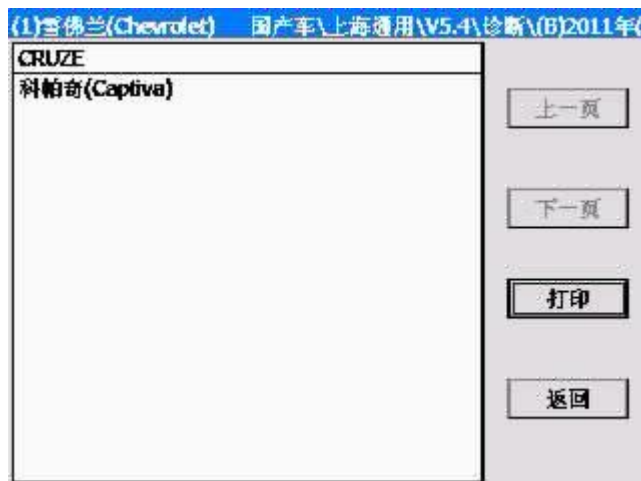 (1)雪佛兰(Chevrolet) 国产车\上海通用\V5.4\诊断\(B)2011年(
CRUZE
科帕奇(Captiva)
上一页
下一页
打印
返回